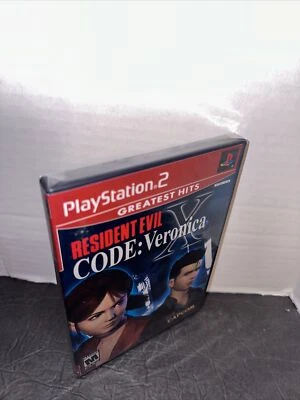 PlayStation®2
GREATEST HITS
RESIDENT EVIL
CODE: Veronica X
M
CAPCOM